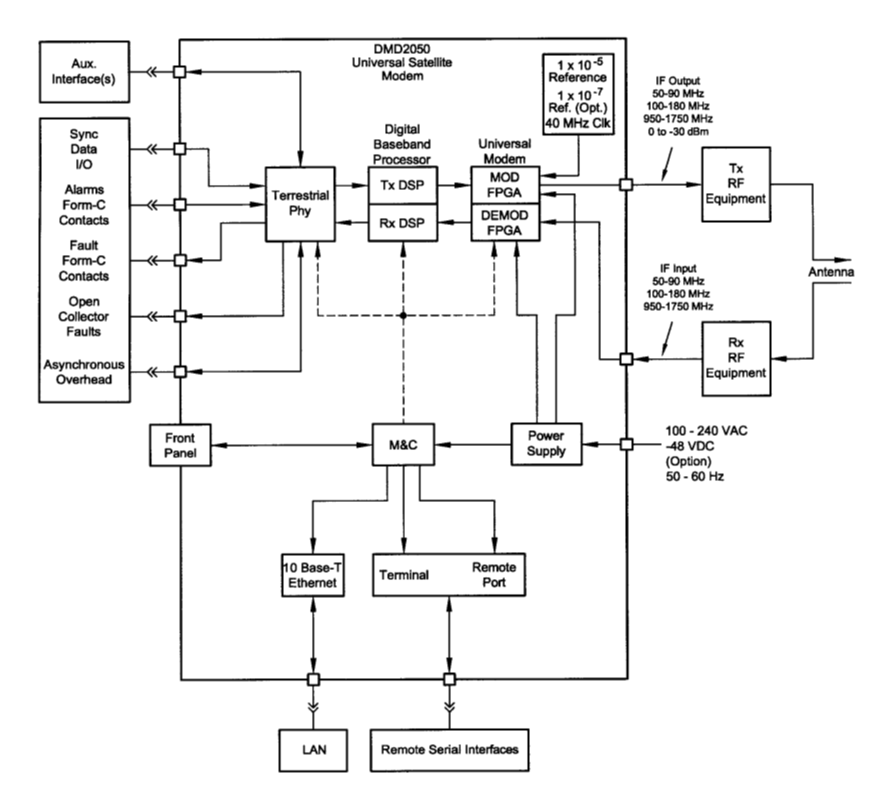 DMD2050
Universal Satellite
Modem
Aux.
Interface(s)
1 x 10-5
Reference
1 x 10-7
Ref. (Opt.)
40 MHz Clk
IF Output
50-90 MHz
100-180 MHz
950-1750 MHz
0 to -30 dBm
Sync
Data
I/O
Alarms
Form-C
Contacts
Fault
Form-C
Contacts
Open
Collector
Faults
Asynchronous
Overhead
Terrestrial
Phy
Digital
Baseband
Processor
Tx DSP
Rx DSP
Universal
Modem
MOD
FPGA
DEMOD
FPGA
Tx
RF
Equipment
Antenna
IF Input
50-90 MHz
100-180 MHz
950-1750 MHz
Rx
RF
Equipment
Front
Panel
M&C
Power
Supply
100 - 240 VAC
-48 VDC
(Option)
50 - 60 Hz
10 Base-T
Ethernet
Terminal
Remote
Port
LAN
Remote Serial Interfaces